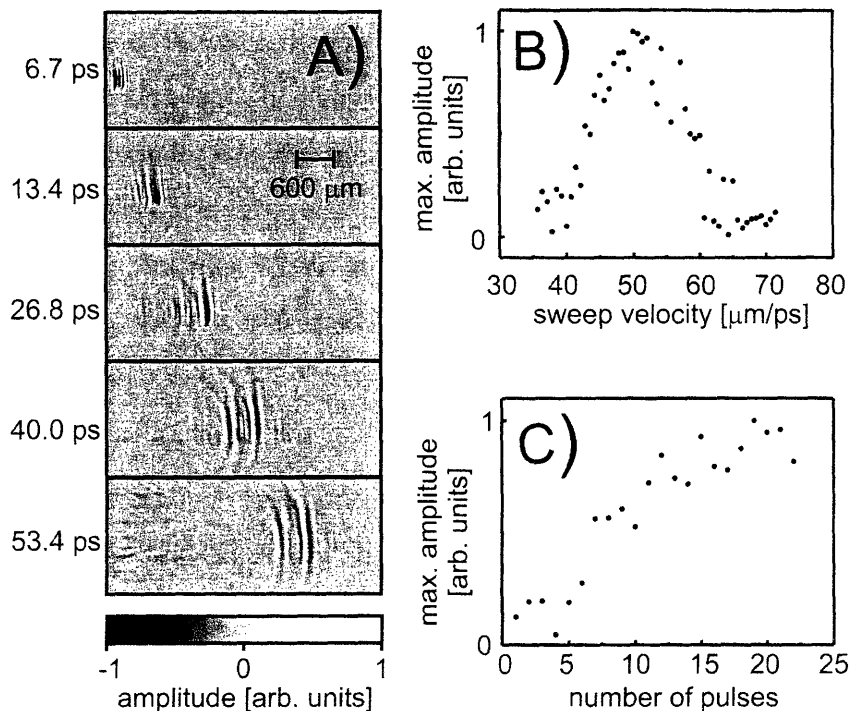 A)
6.7 ps
13.4 ps
600 µm
26.8 ps
40.0 ps
53.4 ps
-1 0 1
amplitude [arb. units]
B)
max. amplitude
[arb. units]
1
0
30 40 50 60 70 80
sweep velocity [µm/ps]
C)
max. amplitude
[arb. units]
1
0
0 5 10 15 20 25
number of pulses